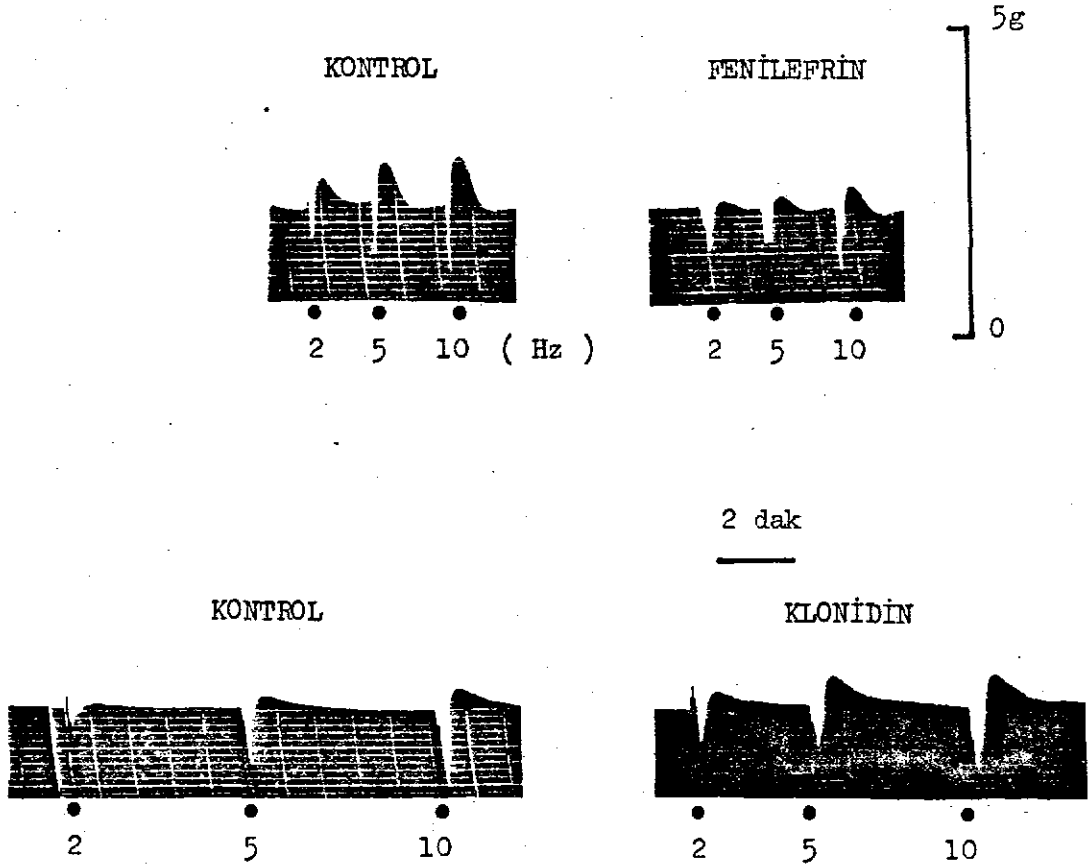 5g
KONTROL
FENİLEFRİN
0
2 5 10 ( Hz )
2 5 10
2 dak
KONTROL
KLONİDİN
2 5 10
2 5 10